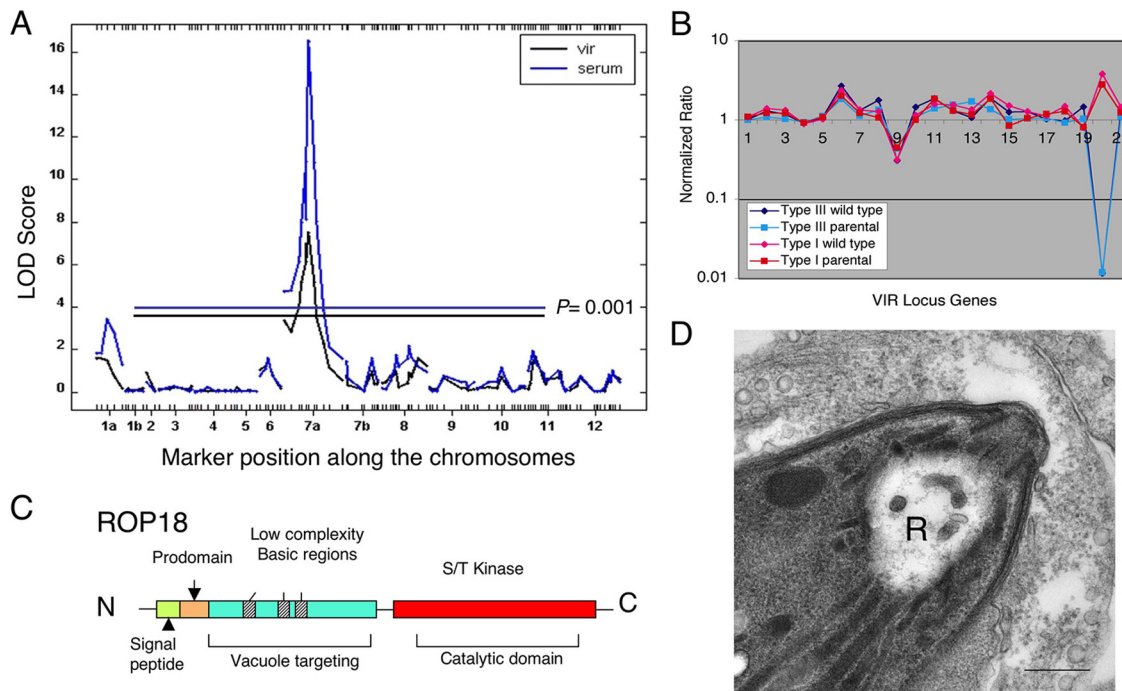 A
LOD Score
16
14
12
10
8
6
4
2
0
vir
serum
P= 0.001
1a 1b 2 3 4 5 6 7a 7b 8 9 10 11 12
Marker position along the chromosomes
B
Normalized Ratio
10
1
0.1
0.01
1 3 5 7 9 11 13 15 17 19 2
Type III wild type
Type III parental
Type I wild type
Type I parental
VIR Locus Genes
C
ROP18
Prodomain
Low complexity
Basic regions
S/T Kinase
N
C
Signal
peptide
Vacuole targeting
Catalytic domain
D
R